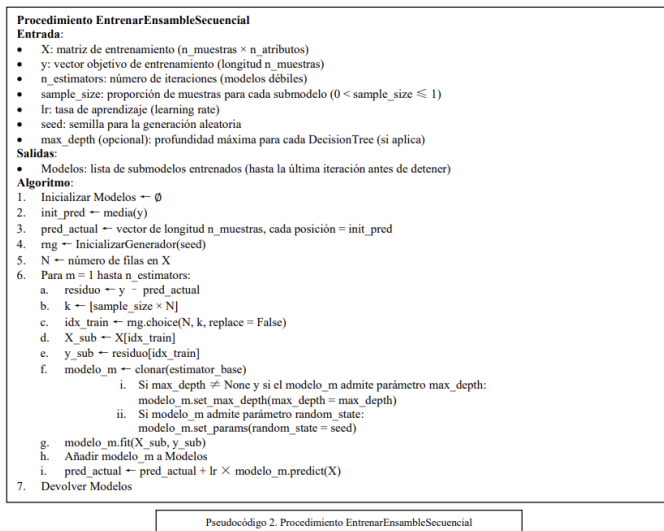 Procedimiento EntrenarEnsambleSecuencial
Entrada:
• X: matriz de entrenamiento (n_muestras × n_atributos)
• y: vector objetivo de entrenamiento (longitud n_muestras)
• n_estimators: número de iteraciones (modelos débiles)
• sample_size: proporción de muestras para cada submodelo (0 < sample_size ≤ 1)
• lr: tasa de aprendizaje (learning rate)
• seed: semilla para la generación aleatoria
• max_depth (opcional): profundidad máxima para cada DecisionTree (si aplica)
Salidas:
• Modelos: lista de submodelos entrenados (hasta la última iteración antes de detener)
Algoritmo:
1. Inicializar Modelos ← ∅
2. init_pred ← media(y)
3. pred_actual ← vector de longitud n_muestras, cada posición = init_pred
4. rng ← InicializarGenerador(seed)
5. N ← número de filas en X
6. Para m = 1 hasta n_estimators:
a. residuo ← y - pred_actual
b. k ← ⌊sample_size × N⌋
c. idx_train ← rng.choice(N, k, replace = False)
d. X_sub ← X[idx_train]
e. y_sub ← residuo[idx_train]
f. modelo_m ← clonar(estimator_base)
i. Si max_depth ≠ None y si el modelo_m admite parámetro max_depth:
modelo_m.set_max_depth(max_depth = max_depth)
ii. Si modelo_m admite parámetro random_state:
modelo_m.set_params(random_state = seed)
g. modelo_m.fit(X_sub, y_sub)
h. Añadir modelo_m a Modelos
i. pred_actual ← pred_actual + lr × modelo_m.predict(X)
7. Devolver Modelos
Pseudocódigo 2. Procedimiento EntrenarEnsambleSecuencial